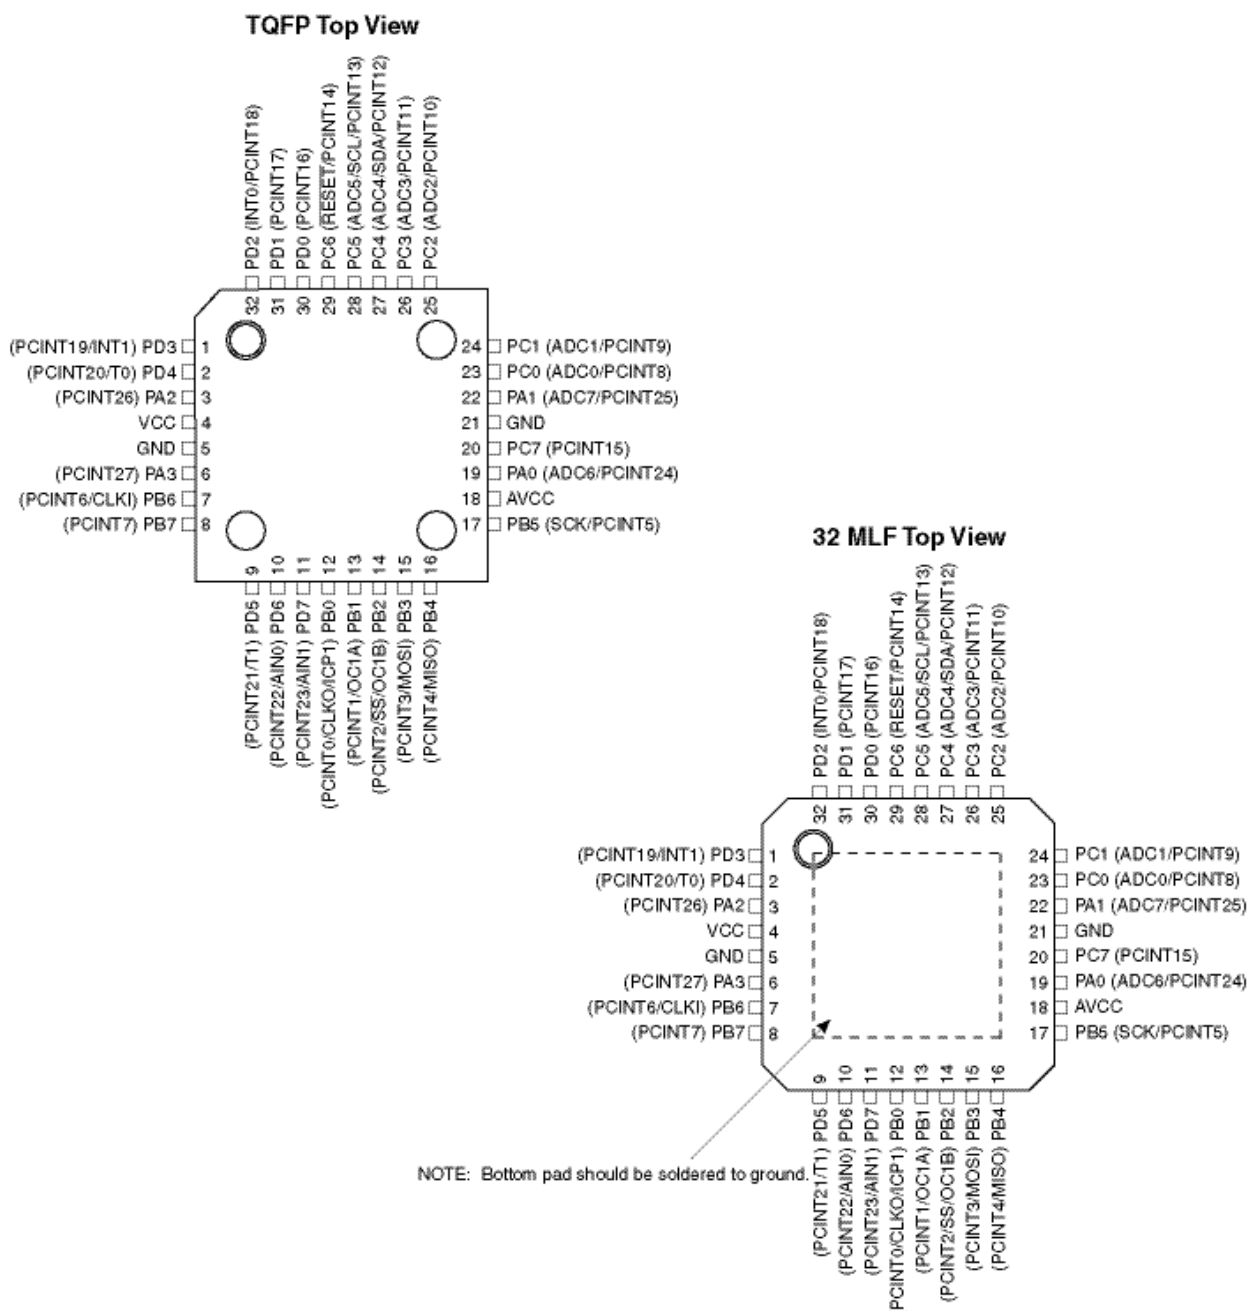 TQFP Top View
PD2 (INT0/PCINT18)
PD1 (PCINT17)
PD0 (PCINT16)
PC6 (RESET/PCINT14)
PC5 (ADC5/SCL/PCINT13)
PC4 (ADC4/SDA/PCINT12)
PC3 (ADC3/PCINT11)
PC2 (ADC2/PCINT10)
32
31
30
29
28
27
26
25
(PCINT19/INT1) PD3 1
(PCINT20/T0) PD4 2
(PCINT26) PA2 3
VCC 4
GND 5
(PCINT27) PA3 6
(PCINT6/CLKI) PB6 7
(PCINT7) PB7 8
24 PC1 (ADC1/PCINT9)
23 PC0 (ADC0/PCINT8)
22 PA1 (ADC7/PCINT25)
21 GND
20 PC7 (PCINT15)
19 PA0 (ADC6/PCINT24)
18 AVCC
17 PB5 (SCK/PCINT5)
9
10
11
12
13
14
15
16
(PCINT21/T1) PD5
(PCINT22/AIN0) PD6
(PCINT23/AIN1) PD7
(PCINT0/CLKO/ICP1) PB0
(PCINT1/OC1A) PB1
(PCINT2/SS/OC1B) PB2
(PCINT3/MOSI) PB3
(PCINT4/MISO) PB4
32 MLF Top View
PD2 (INT0/PCINT18)
PD1 (PCINT17)
PD0 (PCINT16)
PC6 (RESET/PCINT14)
PC5 (ADC5/SCL/PCINT13)
PC4 (ADC4/SDA/PCINT12)
PC3 (ADC3/PCINT11)
PC2 (ADC2/PCINT10)
32
31
30
29
28
27
26
25
(PCINT19/INT1) PD3 1
(PCINT20/T0) PD4 2
(PCINT26) PA2 3
VCC 4
GND 5
(PCINT27) PA3 6
(PCINT6/CLKI) PB6 7
(PCINT7) PB7 8
24 PC1 (ADC1/PCINT9)
23 PC0 (ADC0/PCINT8)
22 PA1 (ADC7/PCINT25)
21 GND
20 PC7 (PCINT15)
19 PA0 (ADC6/PCINT24)
18 AVCC
17 PB5 (SCK/PCINT5)
9
10
11
12
13
14
15
16
(PCINT21/T1) PD5
(PCINT22/AIN0) PD6
(PCINT23/AIN1) PD7
PCINT0/CLKO/ICP1) PB0
(PCINT1/OC1A) PB1
(PCINT2/SS/OC1B) PB2
(PCINT3/MOSI) PB3
(PCINT4/MISO) PB4
NOTE: Bottom pad should be soldered to ground.